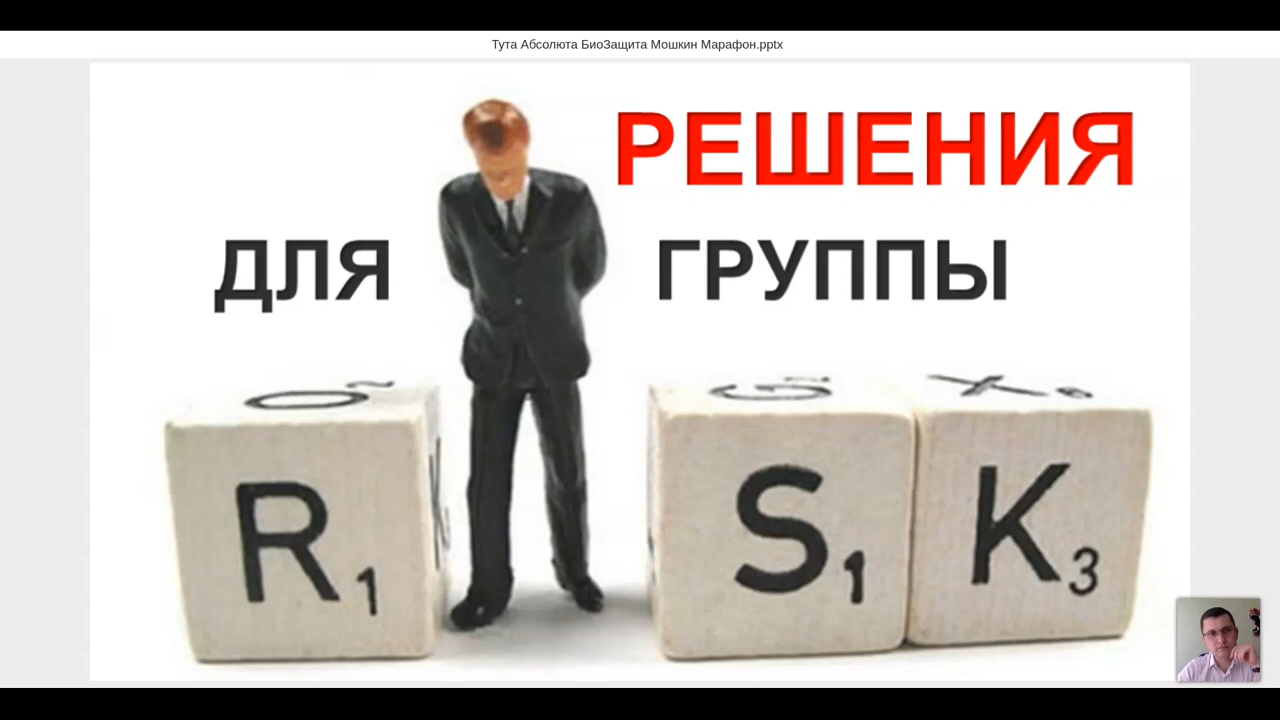 Тута Абсолюта БиоЗащита Мошкин Марафон.pptx
РЕШЕНИЯ
ДЛЯ ГРУППЫ
O G X
R1 S1 K3